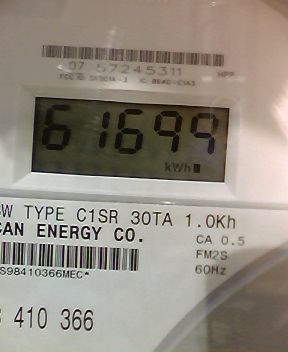 07 57245311 HPP
61699
kWh
W TYPE C1SR 30TA 1.0Kh
CAN ENERGY CO.
CA 0.5
FM2S
60Hz
S98410366MEC*
410 366